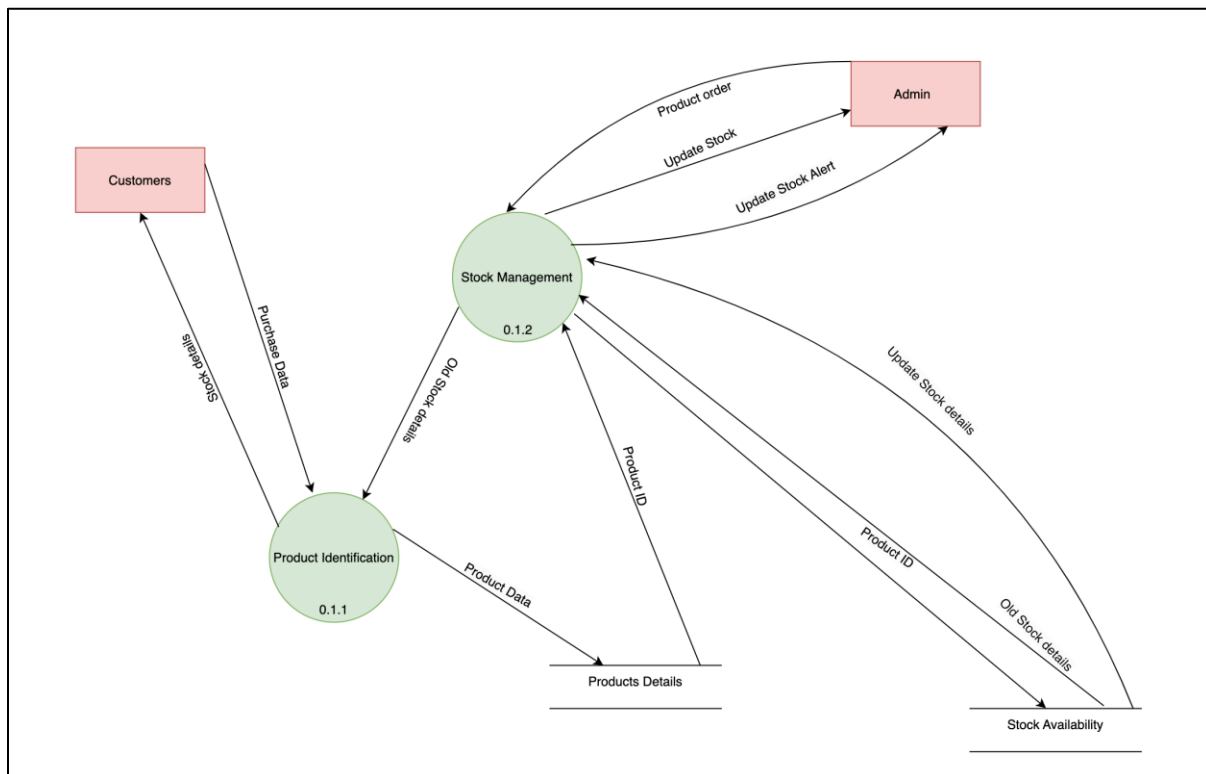 Product order
Admin
Update Stock
Customers
Update Stock Alert
Stock Management
0.1.2
Purchase Data
Stock details
Old Stock details
Update Stock details
Product ID
Product ID
Product Identification
0.1.1
Product Data
Old Stock details
Products Details
Stock Availability